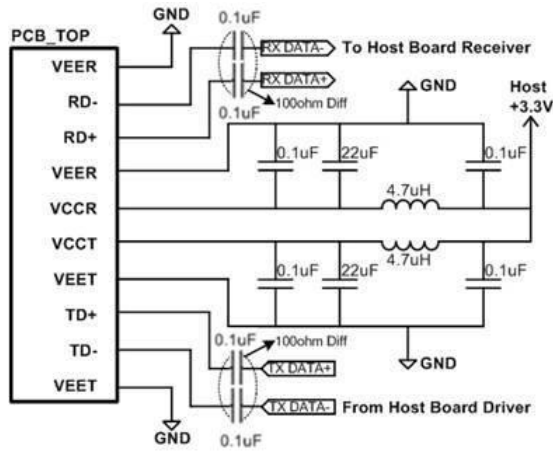 GND
0.1uF
PCB_TOP
RX DATA-
To Host Board Receiver
VEER
RD-
RX DATA+
GND
Host
+3.3V
0.1uF
100ohm Diff
RD+
VEER
0.1uF
22uF
0.1uF
4.7uH
VCCR
VCCT
4.7uH
0.1uF
22uF
0.1uF
VEET
TD+
0.1uF
100ohm Diff
TD-
TX DATA+
GND
VEET
TX DATA-
From Host Board Driver
GND
0.1uF